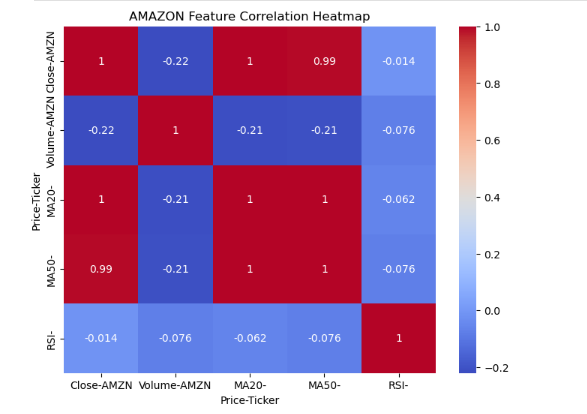 AMAZON Feature Correlation Heatmap
Close-AMZN
1 -0.22 1 0.99 -0.014
Volume-AMZN
-0.22 1 -0.21 -0.21 -0.076
MA20-
1 -0.21 1 1 -0.062
MA50-
0.99 -0.21 1 1 -0.076
RSI-
-0.014 -0.076 -0.062 -0.076 1
Price-Ticker
Close-AMZN Volume-AMZN MA20- MA50- RSI-
Price-Ticker
1.0
0.8
0.6
0.4
0.2
0.0
−0.2